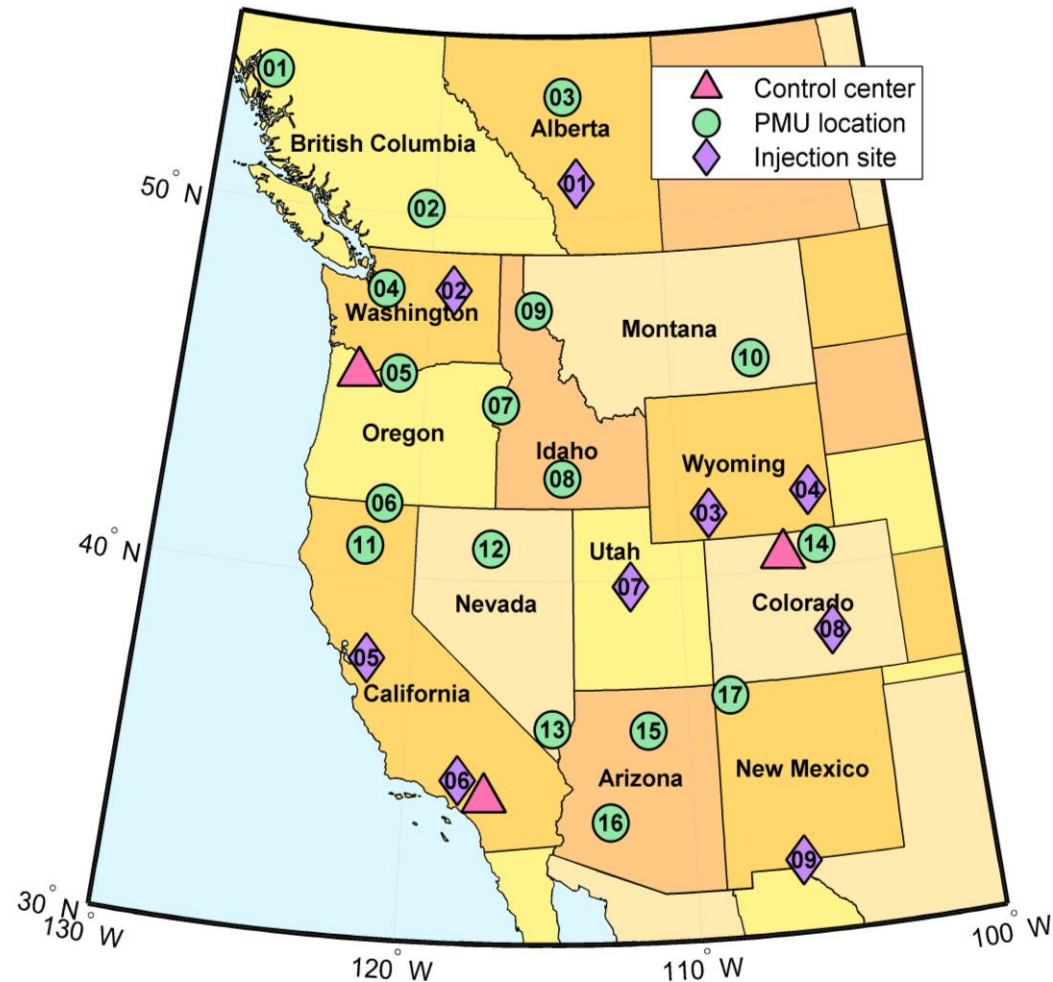 01
03
Control center
PMU location
Injection site
Alberta
British Columbia
01
50° N
02
04
02
Washington
09
Montana
10
05
07
Oregon
Idaho
08
Wyoming
04
03
06
40° N
11
12
14
Utah
07
Nevada
Colorado
08
05
California
17
13
15
06
Arizona
New Mexico
16
09
30° N
130° W
120° W
110° W
100° W